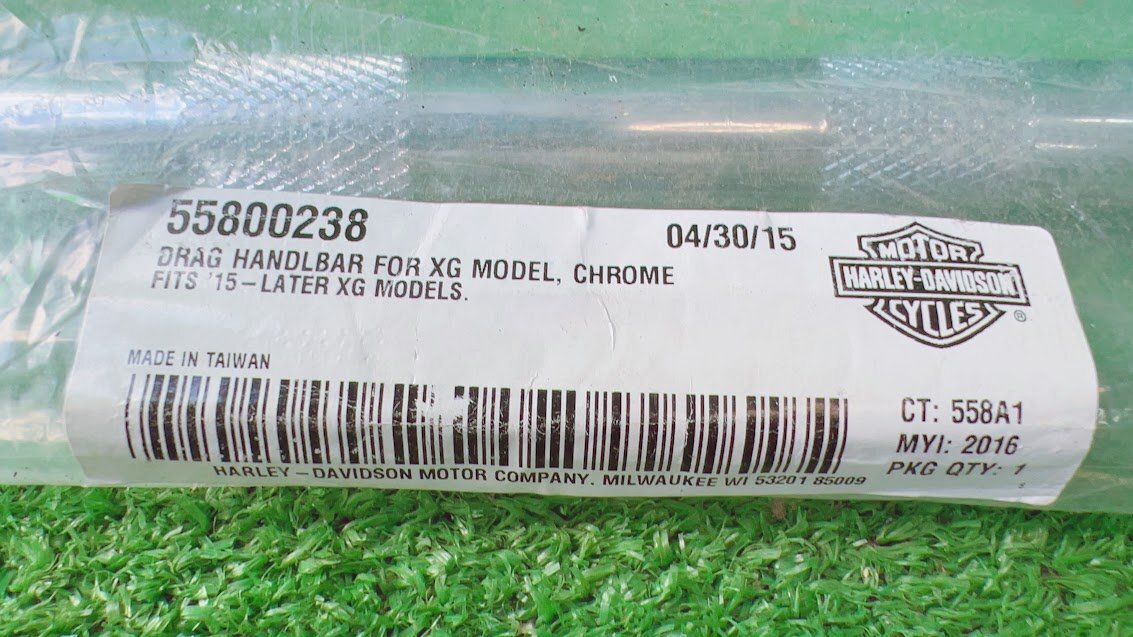 55800238
04/30/15
DRAG HANDLBAR FOR XG MODEL, CHROME
FITS '15-LATER XG MODELS.
MOTOR
HARLEY-DAVIDSON
CYCLES
®
MADE IN TAIWAN
CT: 558A1
MYI: 2016
PKG QTY: 1
HARLEY-DAVIDSON MOTOR COMPANY. MILWAUKEE WI 53201 85009
S